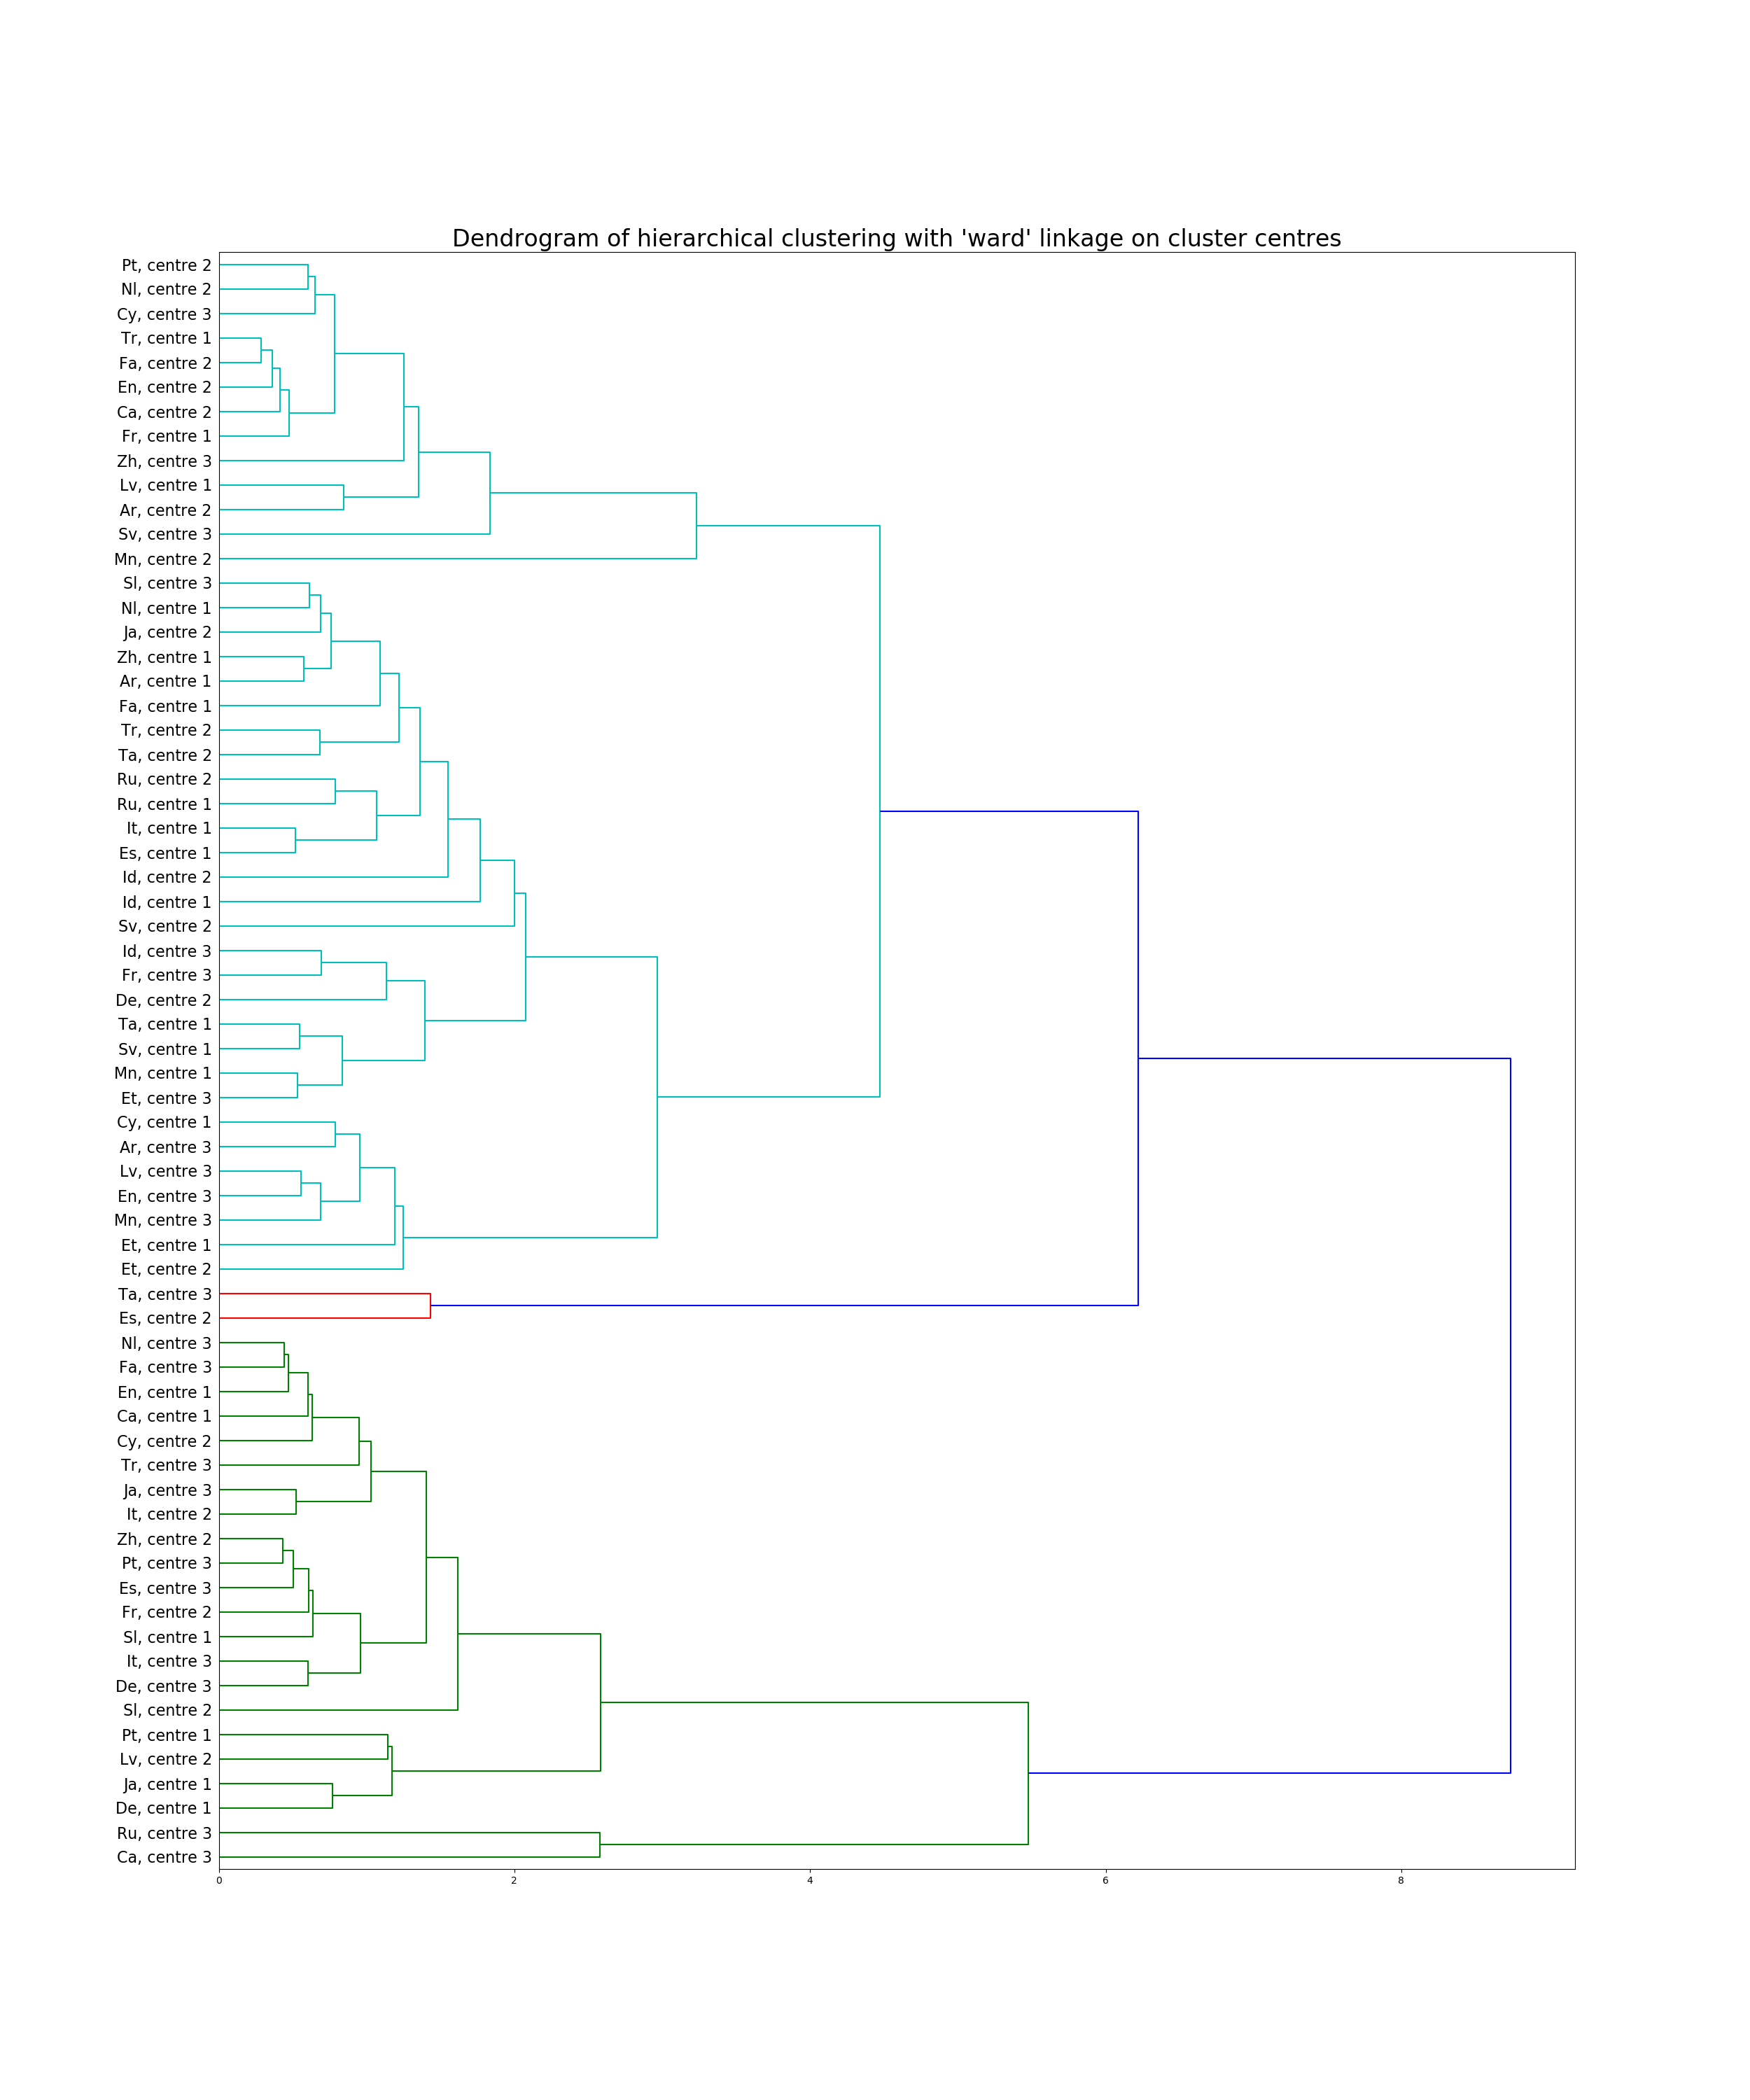 Dendrogram of hierarchical clustering with 'ward' linkage on cluster centres
Pt, centre 2
Nl, centre 2
Cy, centre 3
Tr, centre 1
Fa, centre 2
En, centre 2
Ca, centre 2
Fr, centre 1
Zh, centre 3
Lv, centre 1
Ar, centre 2
Sv, centre 3
Mn, centre 2
Sl, centre 3
Nl, centre 1
Ja, centre 2
Zh, centre 1
Ar, centre 1
Fa, centre 1
Tr, centre 2
Ta, centre 2
Ru, centre 2
Ru, centre 1
It, centre 1
Es, centre 1
Id, centre 2
Id, centre 1
Sv, centre 2
Id, centre 3
Fr, centre 3
De, centre 2
Ta, centre 1
Sv, centre 1
Mn, centre 1
Et, centre 3
Cy, centre 1
Ar, centre 3
Lv, centre 3
En, centre 3
Mn, centre 3
Et, centre 1
Et, centre 2
Ta, centre 3
Es, centre 2
Nl, centre 3
Fa, centre 3
En, centre 1
Ca, centre 1
Cy, centre 2
Tr, centre 3
Ja, centre 3
It, centre 2
Zh, centre 2
Pt, centre 3
Es, centre 3
Fr, centre 2
Sl, centre 1
It, centre 3
De, centre 3
Sl, centre 2
Pt, centre 1
Lv, centre 2
Ja, centre 1
De, centre 1
Ru, centre 3
Ca, centre 3
0 2 4 6 8